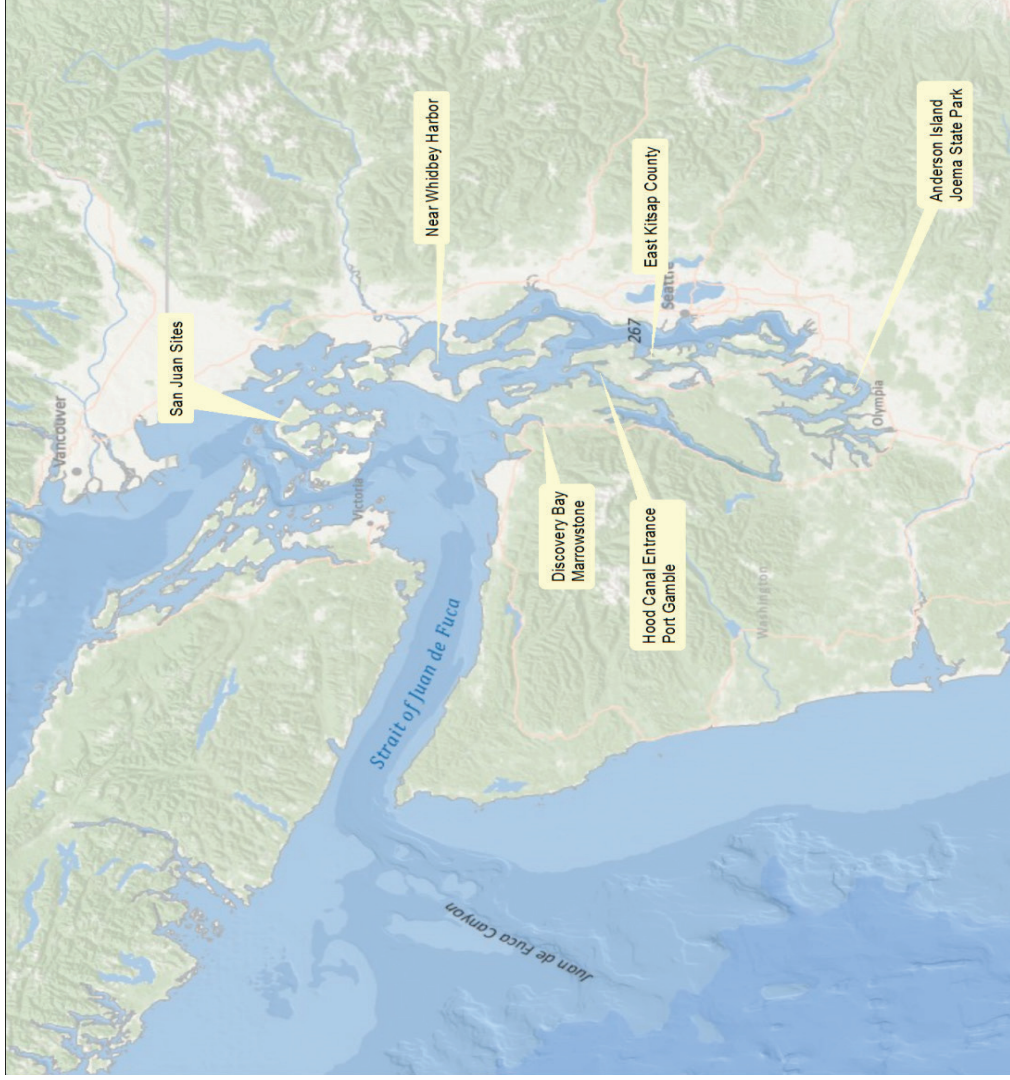 Vancouver
San Juan Sites
Victoria
Near Whidbey Harbor
Strait of Juan de Fuca
Juan de Fuca Canyon
Discovery Bay
Marrowstone
267
East Kitsap County
Seattle
Hood Canal Entrance
Port Gamble
Washington
Olympia
Anderson Island
Joema State Park